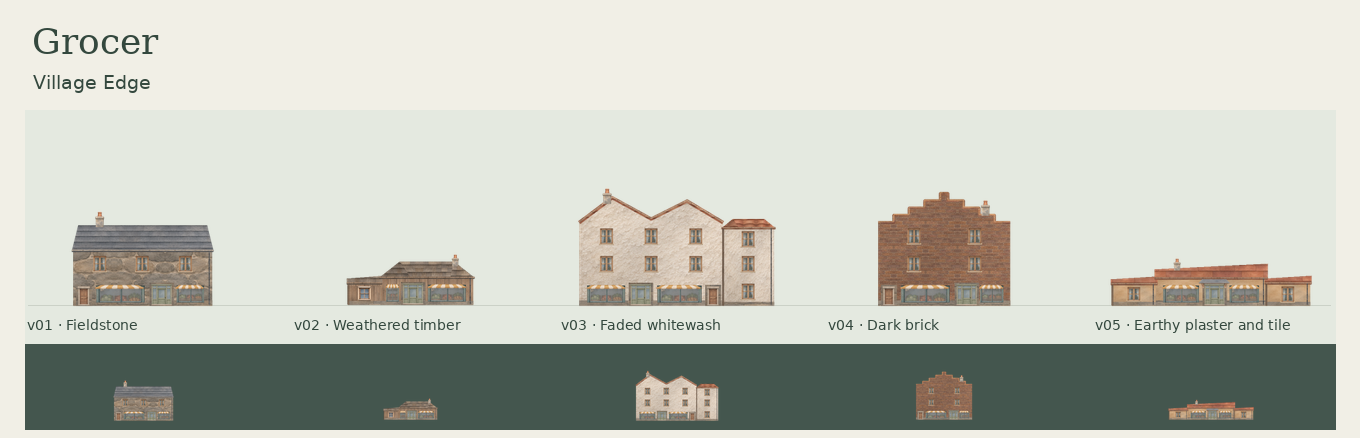 Grocer
Village Edge
v01 · Fieldstone
v02 · Weathered timber
v03 · Faded whitewash
v04 · Dark brick
v05 · Earthy plaster and tile